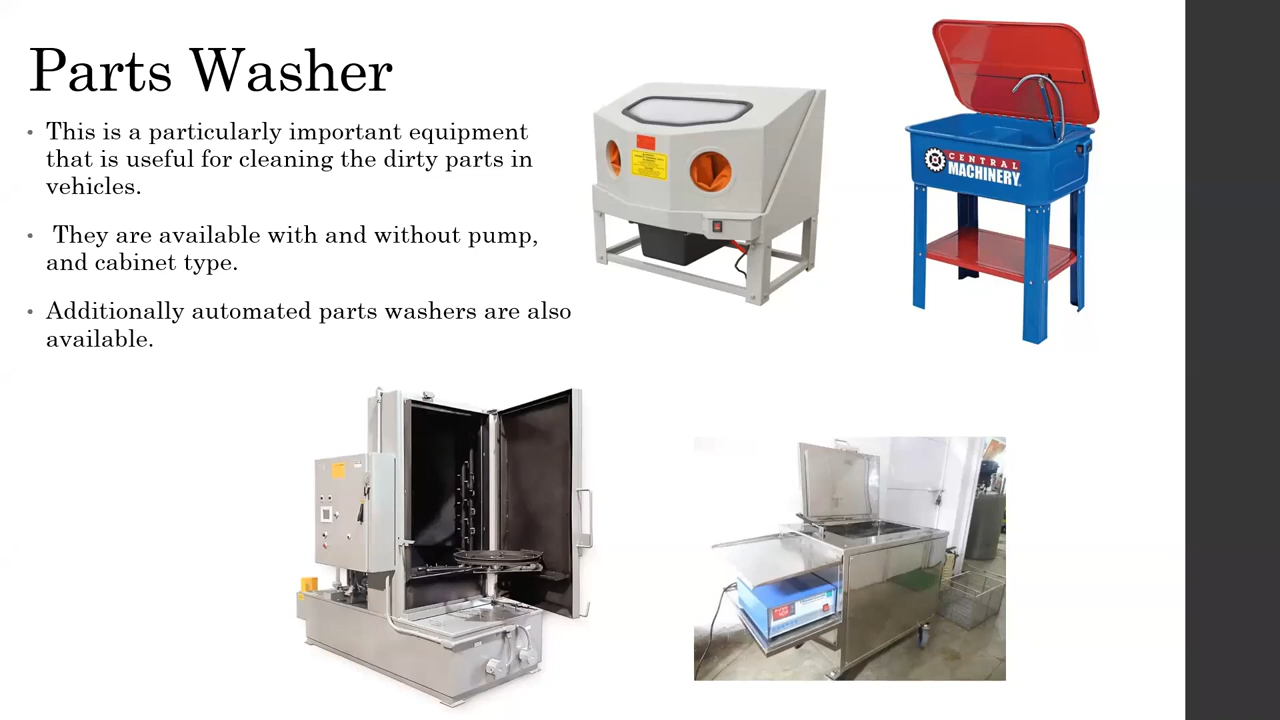 Parts Washer
• This is a particularly important equipment
that is useful for cleaning the dirty parts in
vehicles.
• They are available with and without pump,
and cabinet type.
• Additionally automated parts washers are also
available.
CENTRAL
MACHINERY